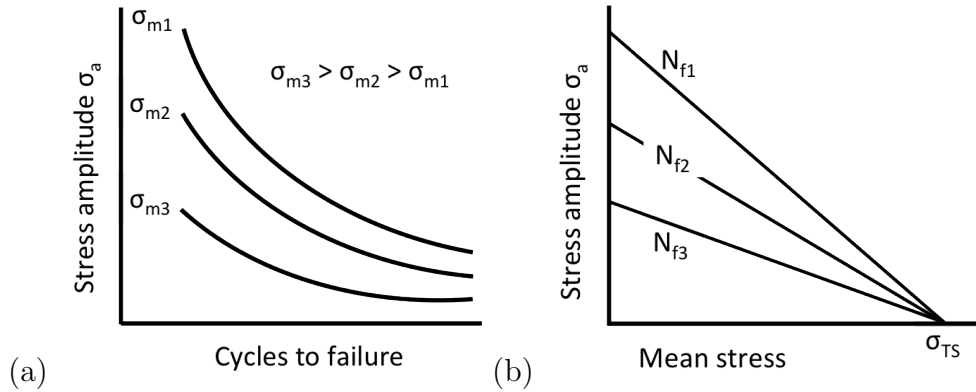 σm1
σm2
σm3
σm3 > σm2 > σm1
Stress amplitude σa
Cycles to failure
(a)
Nf1
Nf2
Nf3
Stress amplitude σa
Mean stress
σTS
(b)